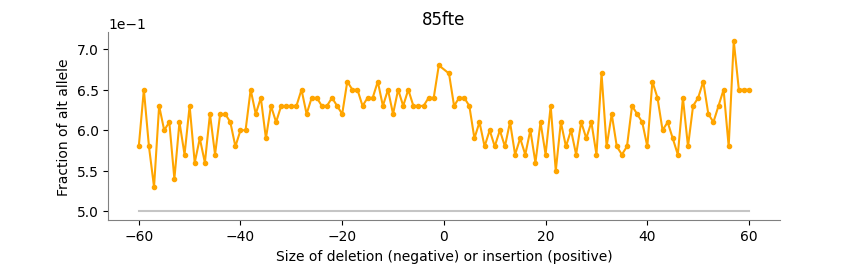 85fte
1e−1
7.0
6.5
6.0
5.5
5.0
Fraction of alt allele
−60 −40 −20 0 20 40 60
Size of deletion (negative) or insertion (positive)